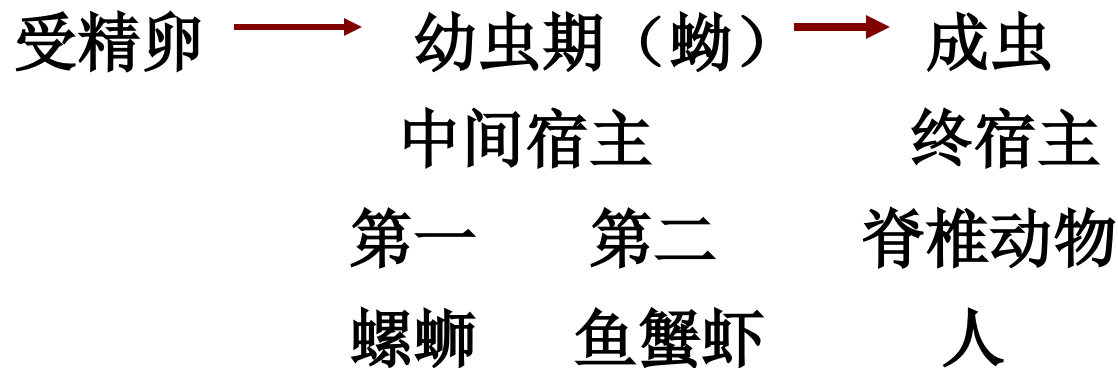 受精卵 幼虫期（蚴） 成虫
中间宿主 终宿主
第一 第二 脊椎动物
螺蛳 鱼蟹虾 人